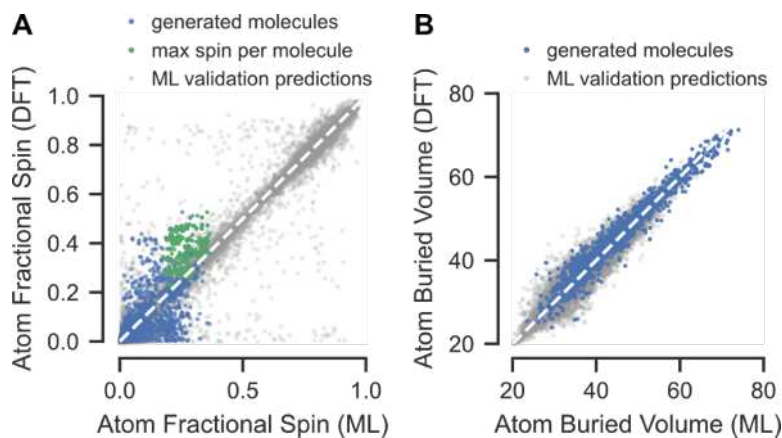 A
generated molecules
max spin per molecule
ML validation predictions
Atom Fractional Spin (DFT)
1.0
0.8
0.6
0.4
0.2
0.0
0.0 0.5 1.0
Atom Fractional Spin (ML)
B
generated molecules
ML validation predictions
Atom Buried Volume (DFT)
80
60
40
20
20 40 60 80
Atom Buried Volume (ML)